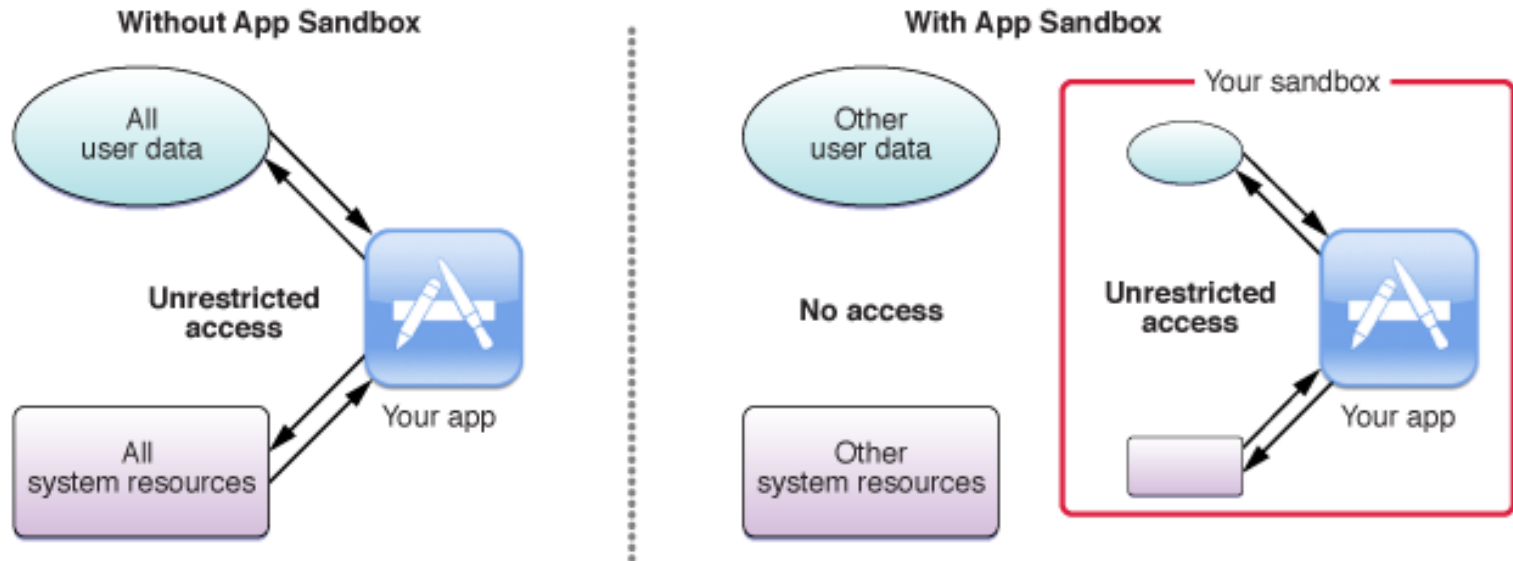 Without App Sandbox
All
user data
Unrestricted
access
Your app
All
system resources
With App Sandbox
Other
user data
No access
Other
system resources
Your sandbox
Unrestricted
access
Your app